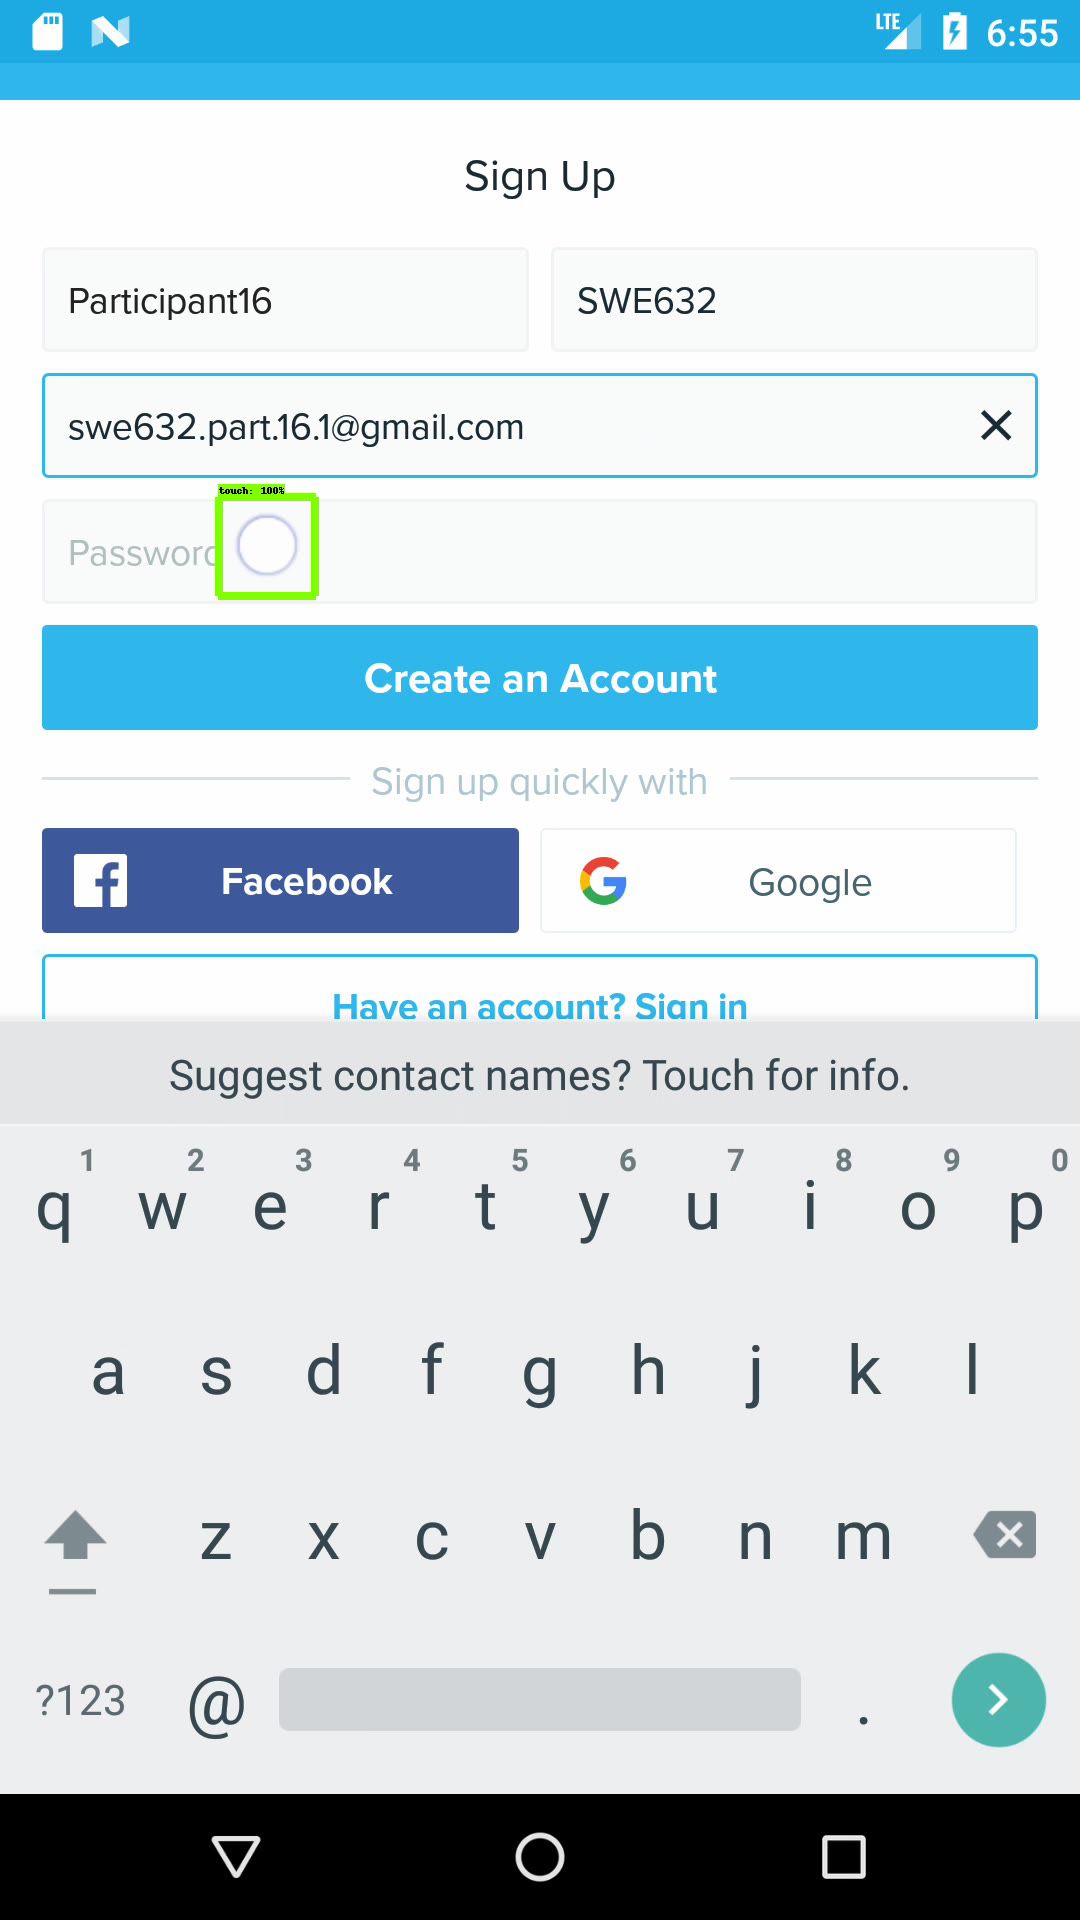 LTE 6:55
Sign Up
Participant16 SWE632
swe632.part.16.1@gmail.com
touch: 100%
Password
Create an Account
Sign up quickly with
Facebook Google
Have an account? Sign in
Suggest contact names? Touch for info.
1 2 3 4 5 6 7 8 9 0
q w e r t y u i o p
a s d f g h j k l
z x c v b n m
?123 @ .